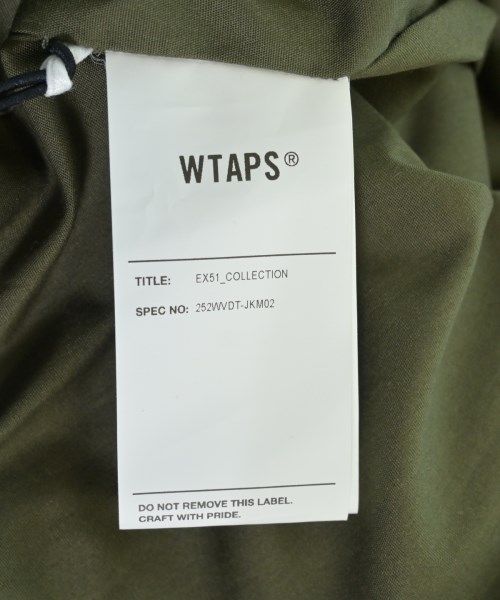 WTAPS®
TITLE: EX51_COLLECTION
SPEC NO: 252WVDT-JKM02
DO NOT REMOVE THIS LABEL.
CRAFT WITH PRIDE.